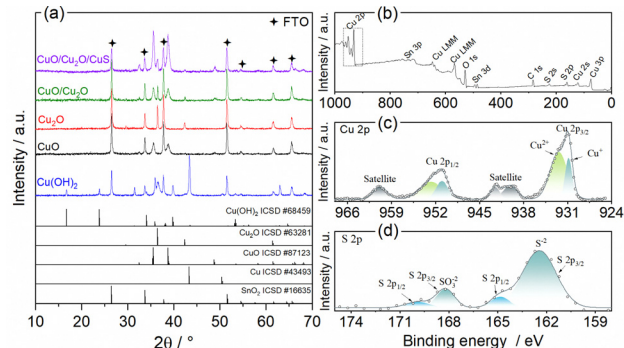 (a)
✦ FTO
CuO/Cu₂O/CuS
CuO/Cu₂O
Cu₂O
CuO
Cu(OH)₂
Cu(OH)₂ ICSD #68459
Cu₂O ICSD #63281
CuO ICSD #87123
Cu ICSD #43493
SnO₂ ICSD #16635
Intensity / a.u.
10 20 30 40 50 60 70
2θ / °
(b)
Cu 2p
Sn 3p
Cu LMM
Cu LMM
O 1s
Sn 3d
C 1s
S 2s
S 2p
Cu 2s
Cu 3p
Intensity / a.u.
1000 800 600 400 200 0
Cu 2p
(c)
Cu 2p₃/₂
Cu²⁺
Cu⁺
Cu 2p₁/₂
Satellite
Satellite
Intensity / a.u.
966 959 952 945 938 931 924
S 2p
(d)
S⁻²
S 2p₃/₂
S 2p₁/₂
SO₃⁻²
S 2p₃/₂
S 2p₁/₂
Intensity / a.u.
174 171 168 165 162 159
Binding energy / eV